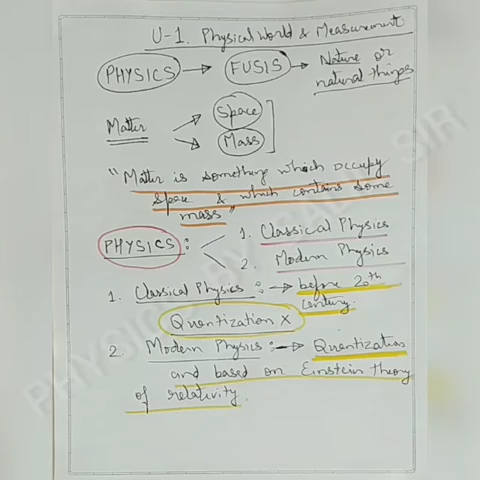 U-1. Physical World & Measurement
PHYSICS → FUSIS → Nature or
natural things
Matter → Space
→ Mass
"Matter is something which occupy
space & which contains some
mass"
PHYSICS : 1. Classical Physics
2. Modern Physics
1. Classical Physics :→ before 20th
century.
Quantization X
2. Modern Physics :→ Quantization
and based on Einstein theory
of relativity.